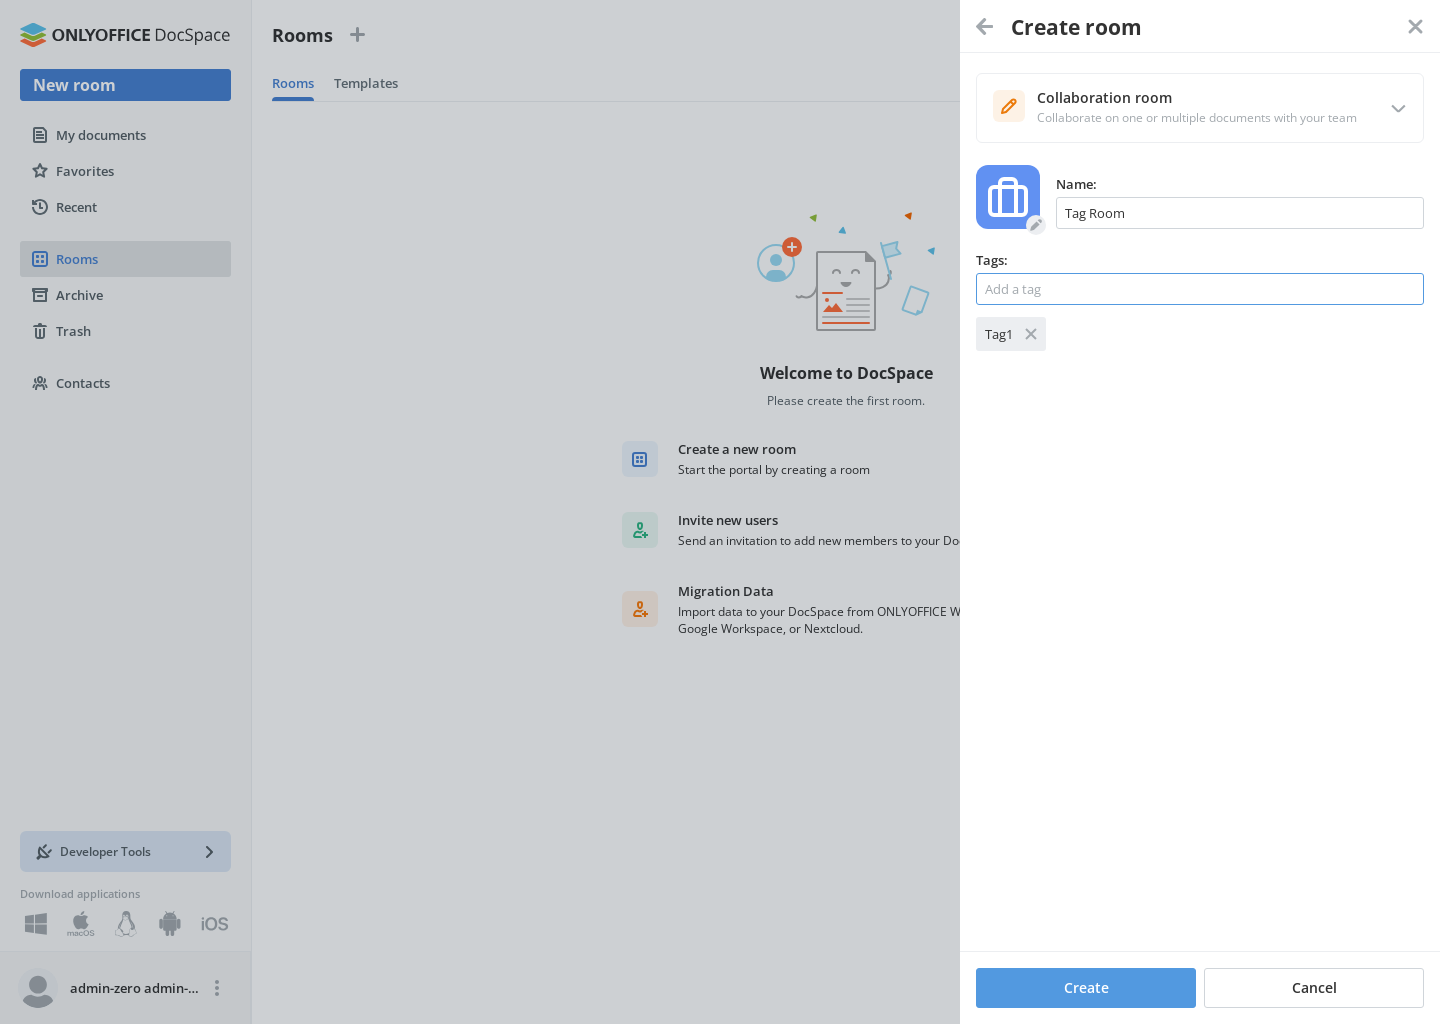 ONLYOFFICE DocSpace
New room
My documents
Favorites
Recent
Rooms
Archive
Trash
Contacts
Developer Tools
Download applications
macOS
iOS
admin-zero admin-...
Rooms
Rooms
Templates
Welcome to DocSpace
Please create the first room.
Create a new room
Start the portal by creating a room
Invite new users
Send an invitation to add new members to your Do
Migration Data
Import data to your DocSpace from ONLYOFFICE W
Google Workspace, or Nextcloud.
Create room
Collaboration room
Collaborate on one or multiple documents with your team
Name:
Tag Room
Tags:
Add a tag
Tag1
Create
Cancel